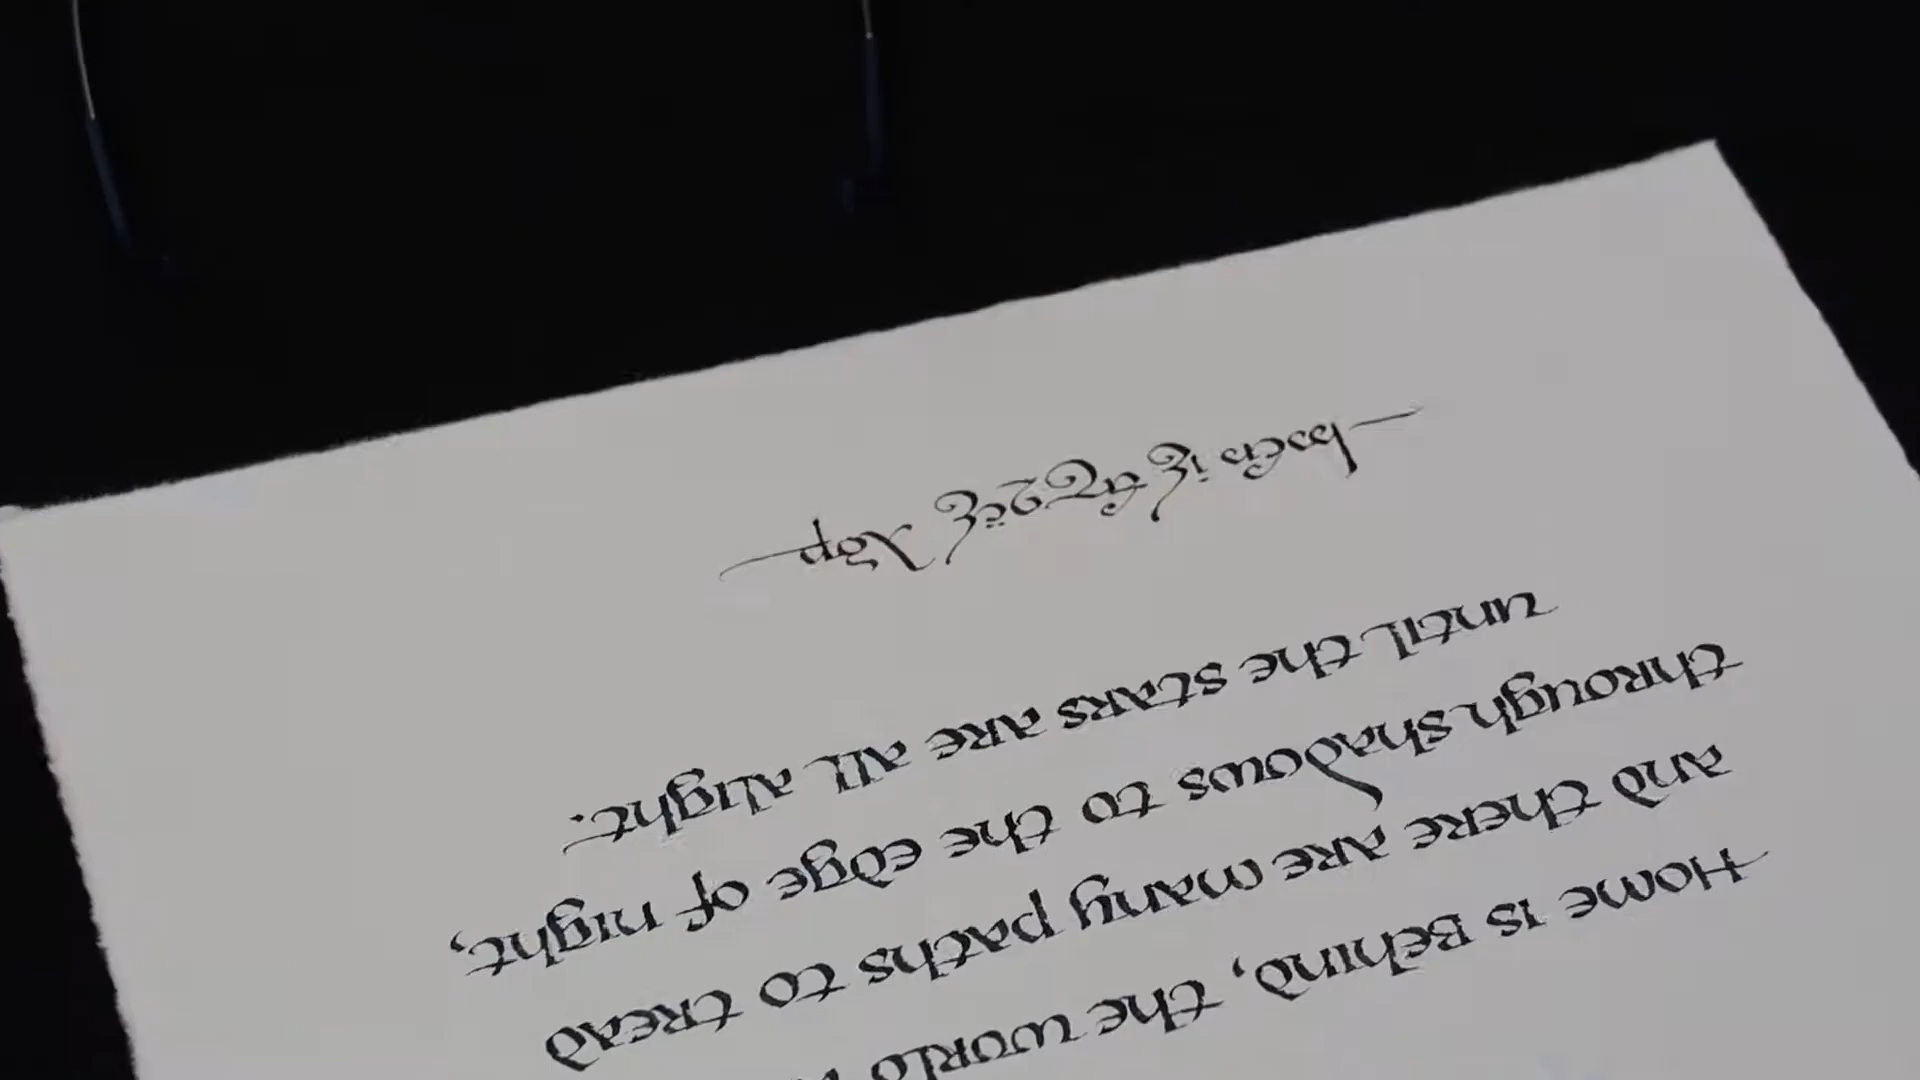 Home is Behind, the world
and there are many paths to tread
through shadows to the edge of night,
until the stars are all alight.